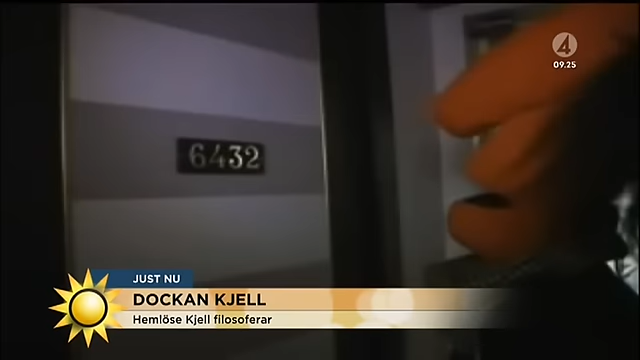 4
09.25
6432
JUST NU
DOCKAN KJELL
Hemlöse Kjell filosoferar